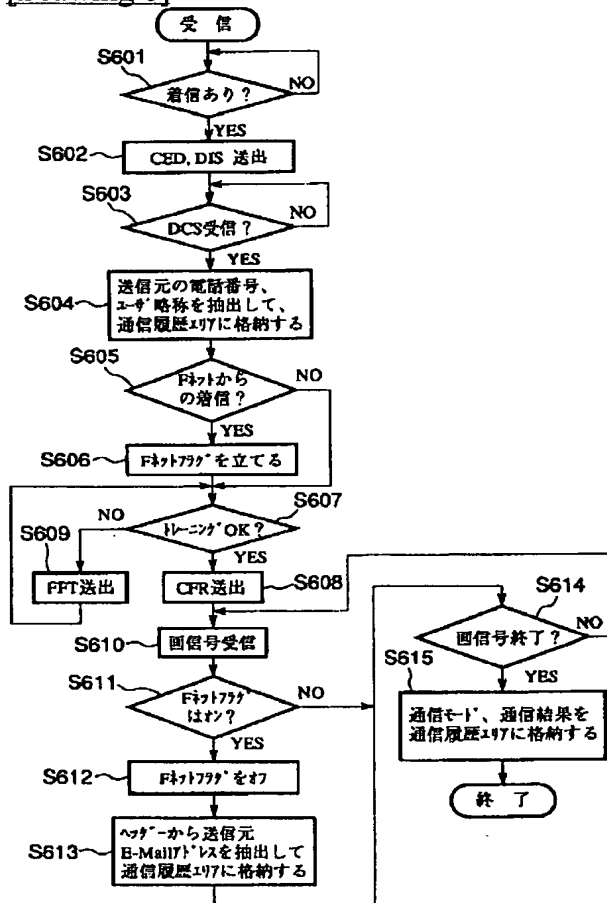 受信
S601
着信あり？
NO
YES
S602
CED, DIS 送出
S603
DCS受信？
NO
YES
S604
送信元の電話番号、
ﾕｰｻﾞ略称を抽出して、
通信履歴ｴﾘｱに格納する
S605
Fﾈｯﾄから
の着信？
NO
YES
S606
Fﾈｯﾄﾌﾗｸﾞを立てる
S607
ﾄﾚｰﾆﾝｸﾞOK？
NO
YES
S609
FFT送出
CFR送出
S608
S610
画信号受信
S611
Fﾈｯﾄﾌﾗｸﾞ
はオン？
NO
YES
S612
Fﾈｯﾄﾌﾗｸﾞをｵﾌ
S613
ﾍｯﾀﾞｰから送信元
E-Mailｱﾄﾞﾚｽを抽出して
通信履歴ｴﾘｱに格納する
S614
画信号終了？
NO
YES
S615
通信ﾓｰﾄﾞ、通信結果を
通信履歴ｴﾘｱに格納する
終了